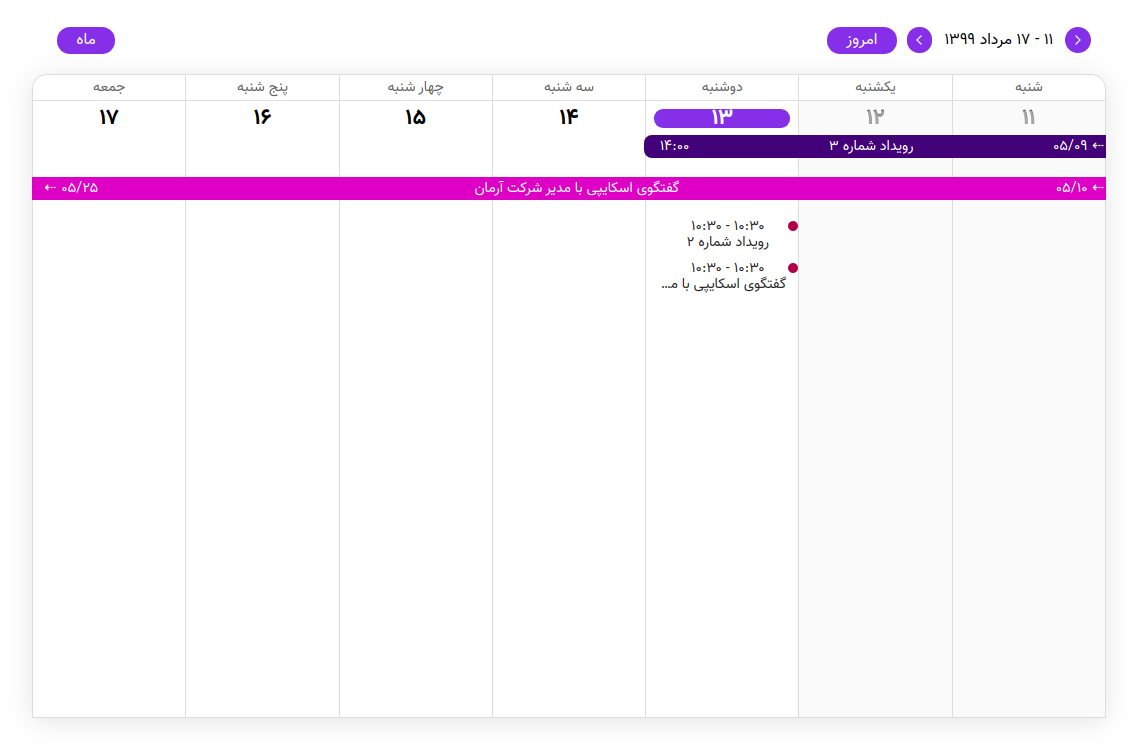 ۱۱ - ۱۷ مرداد ۱۳۹۹
امروز
ماه
شنبه
یکشنبه
دوشنبه
سه شنبه
چهار شنبه
پنج شنبه
جمعه
۱۱
۱۲
۱۳
۱۴
۱۵
۱۶
۱۷
⇠ ۰۵/۰۹
رویداد شماره ۳
۱۴:۰۰
⇠ ۰۵/۱۰
گفتگوی اسکایپی با مدیر شرکت آرمان
۰۵/۲۵ ⇠
۱۰:۳۰ - ۱۰:۳۰
رویداد شماره ۲
۱۰:۳۰ - ۱۰:۳۰
گفتگوی اسکایپی با م...